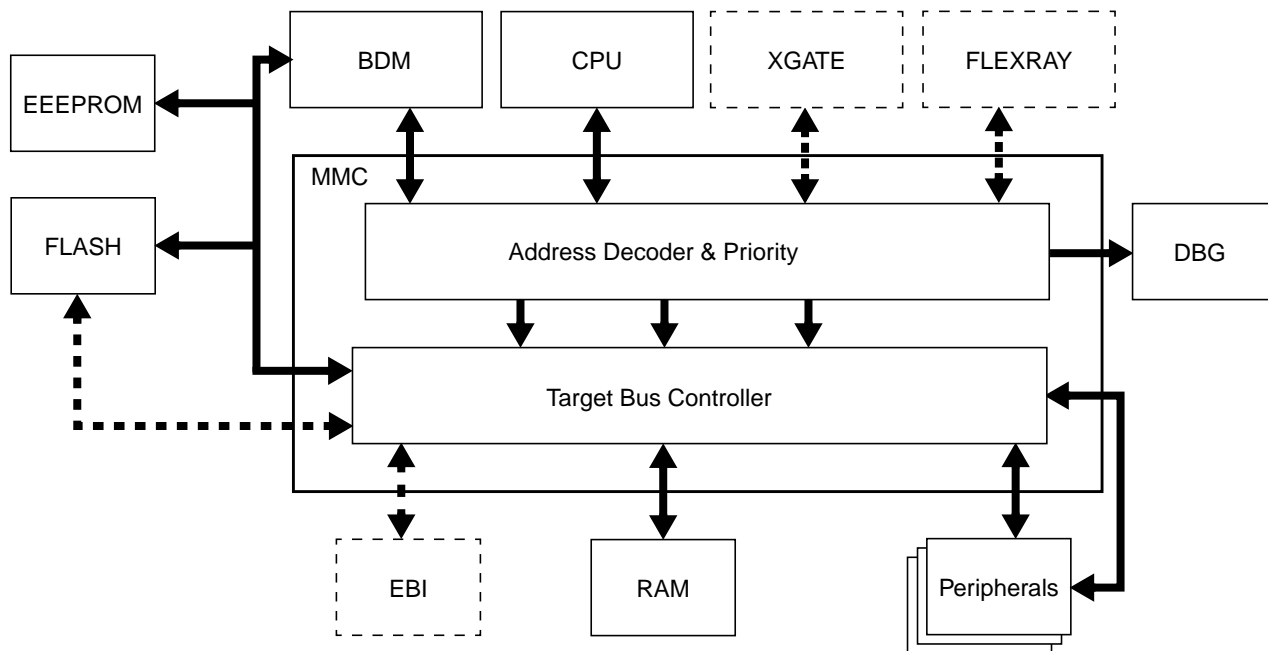 BDM
CPU
XGATE
FLEXRAY
EEEPROM
MMC
FLASH
Address Decoder & Priority
DBG
Target Bus Controller
EBI
RAM
Peripherals